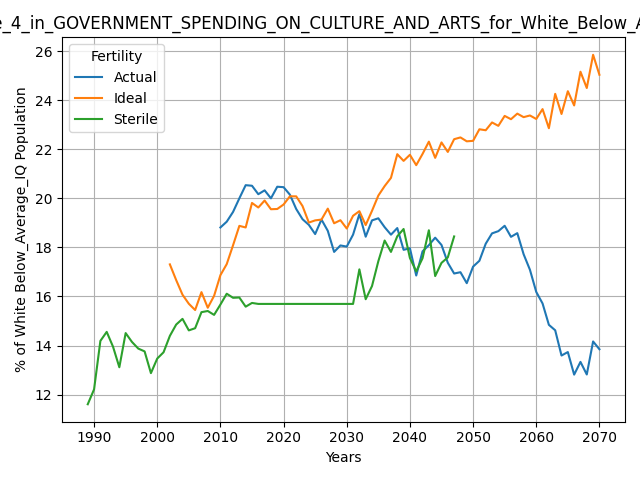 _4_in_GOVERNMENT_SPENDING_ON_CULTURE_AND_ARTS_for_White_Below_A
Fertility
Actual
Ideal
Sterile
% of White Below_Average_IQ Population
26
24
22
20
18
16
14
12
1990 2000 2010 2020 2030 2040 2050 2060 2070
Years